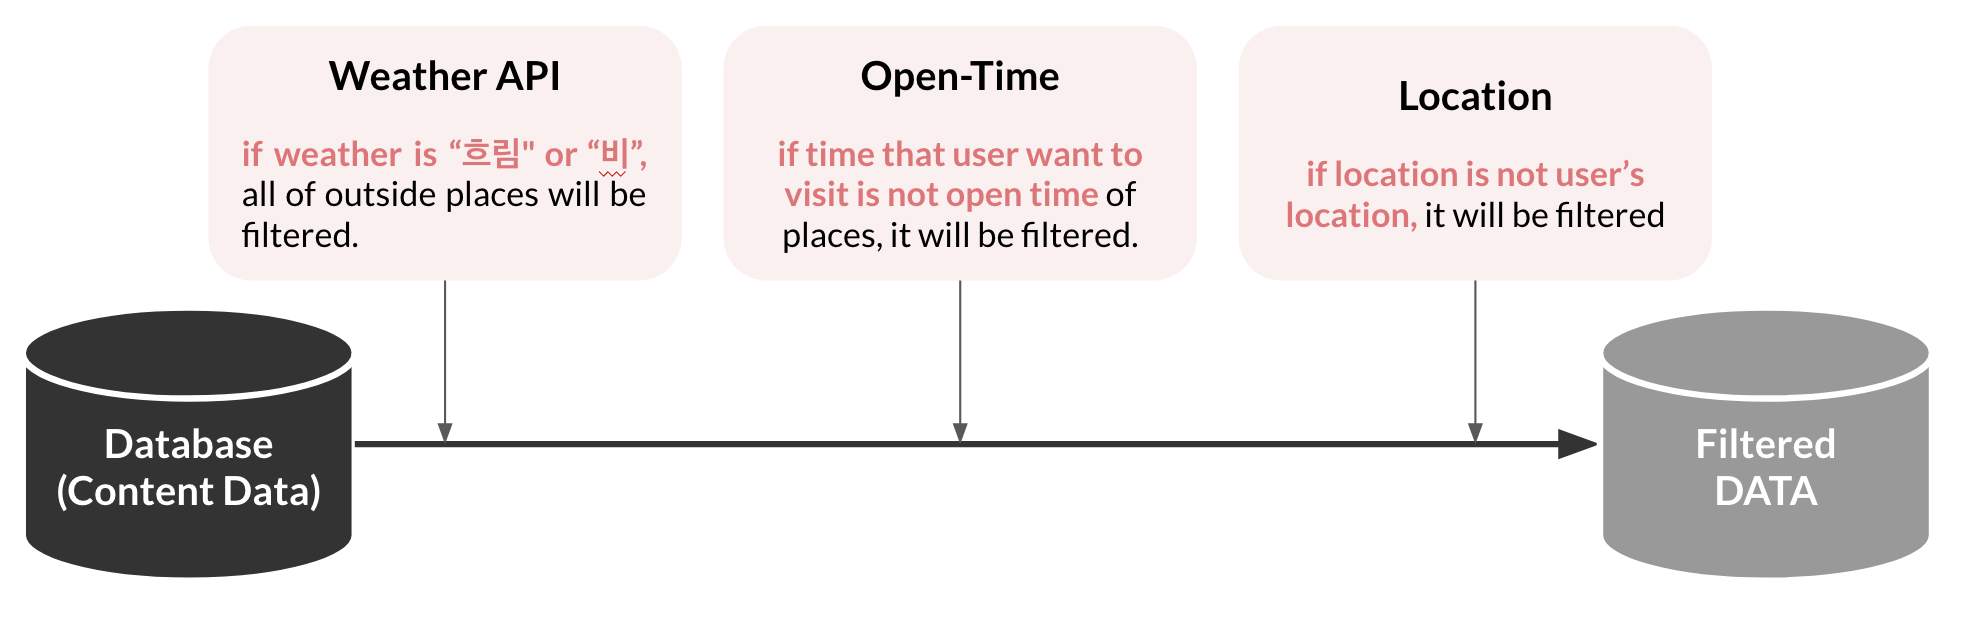 Weather API
if weather is “흐림" or “비”,
all of outside places will be
filtered.
Open-Time
if time that user want to
visit is not open time of
places, it will be filtered.
Location
if location is not user’s
location, it will be filtered
Database
(Content Data)
Filtered
DATA